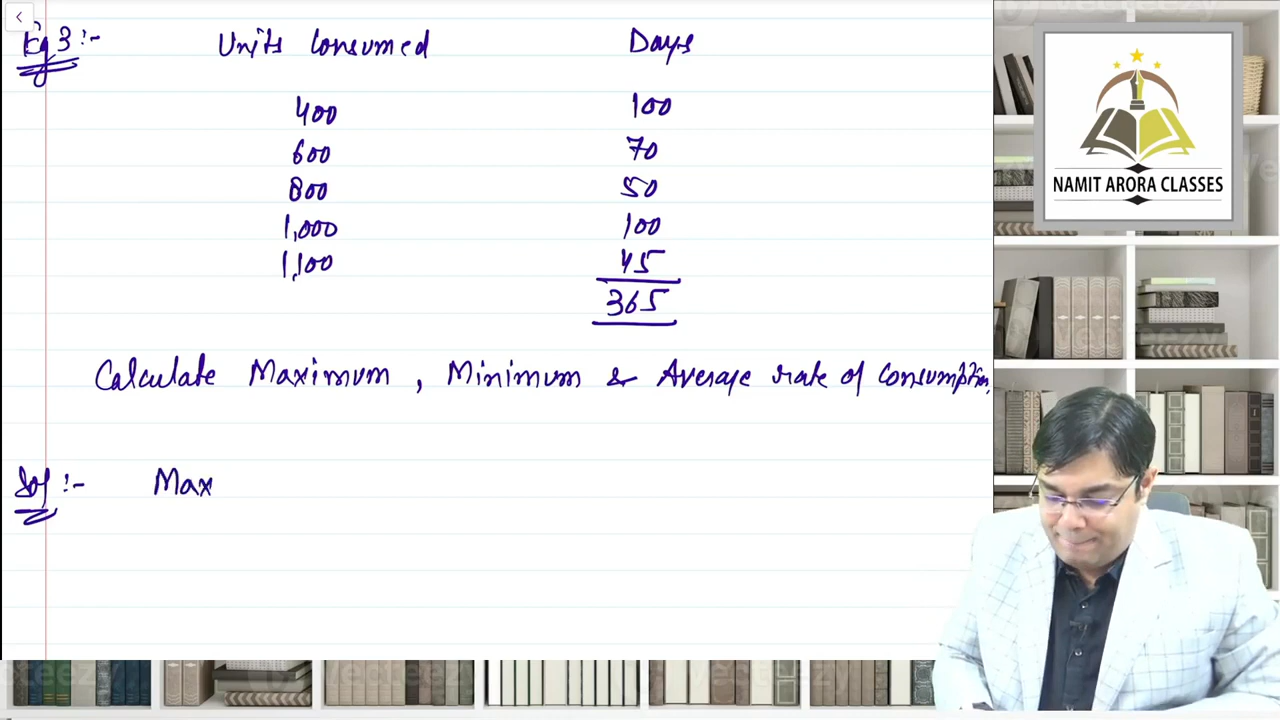 Eg 3:-  Units Consumed  Days
400  100
600  70
800  50
1,000  100
1,100  45
365
Calculate Maximum, Minimum & Average rate of Consumption.
Sol:-  Max
NAMIT ARORA CLASSES